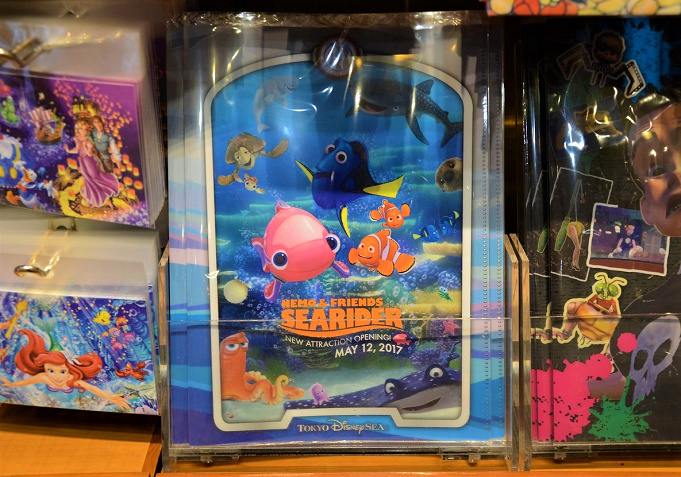 NEMO & FRIENDS
SEARIDER
NEW ATTRACTION OPENING!
MAY 12, 2017
TOKYO DISNEYSEA